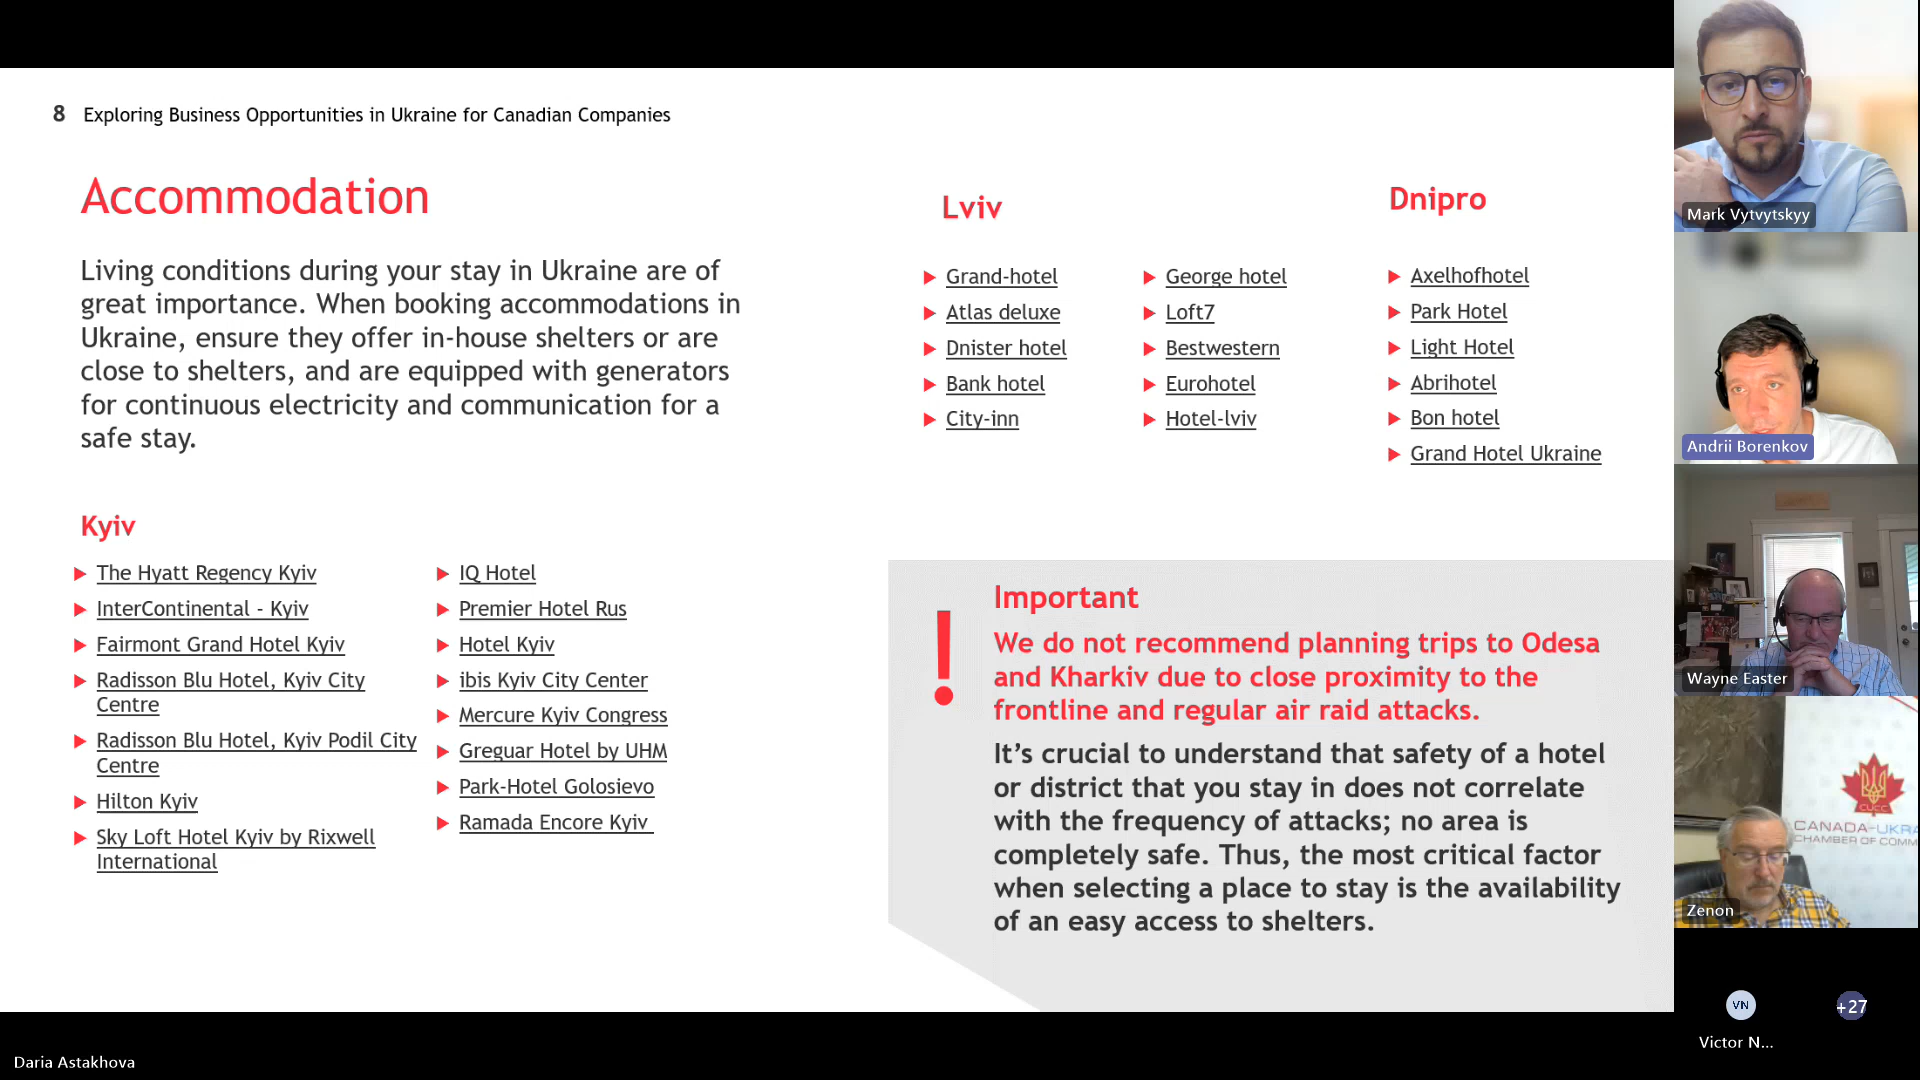 8 Exploring Business Opportunities in Ukraine for Canadian Companies
Accommodation
Living conditions during your stay in Ukraine are of
great importance. When booking accommodations in
Ukraine, ensure they offer in-house shelters or are
close to shelters, and are equipped with generators
for continuous electricity and communication for a
safe stay.
Kyiv
The Hyatt Regency Kyiv
InterContinental - Kyiv
Fairmont Grand Hotel Kyiv
Radisson Blu Hotel, Kyiv City
Centre
Radisson Blu Hotel, Kyiv Podil City
Centre
Hilton Kyiv
Sky Loft Hotel Kyiv by Rixwell
International
IQ Hotel
Premier Hotel Rus
Hotel Kyiv
ibis Kyiv City Center
Mercure Kyiv Congress
Greguar Hotel by UHM
Park-Hotel Golosievo
Ramada Encore Kyiv
Lviv
Grand-hotel
Atlas deluxe
Dnister hotel
Bank hotel
City-inn
George hotel
Loft7
Bestwestern
Eurohotel
Hotel-lviv
Dnipro
Axelhofhotel
Park Hotel
Light Hotel
Abrihotel
Bon hotel
Grand Hotel Ukraine
!
Important
We do not recommend planning trips to Odesa
and Kharkiv due to close proximity to the
frontline and regular air raid attacks.
It’s crucial to understand that safety of a hotel
or district that you stay in does not correlate
with the frequency of attacks; no area is
completely safe. Thus, the most critical factor
when selecting a place to stay is the availability
of an easy access to shelters.
Mark Vytvytskyy
Andrii Borenkov
Wayne Easter
CUCC
CANADA-UKRA
CHAMBER OF COMM
Zenon
VN
+27
Victor N...
Daria Astakhova